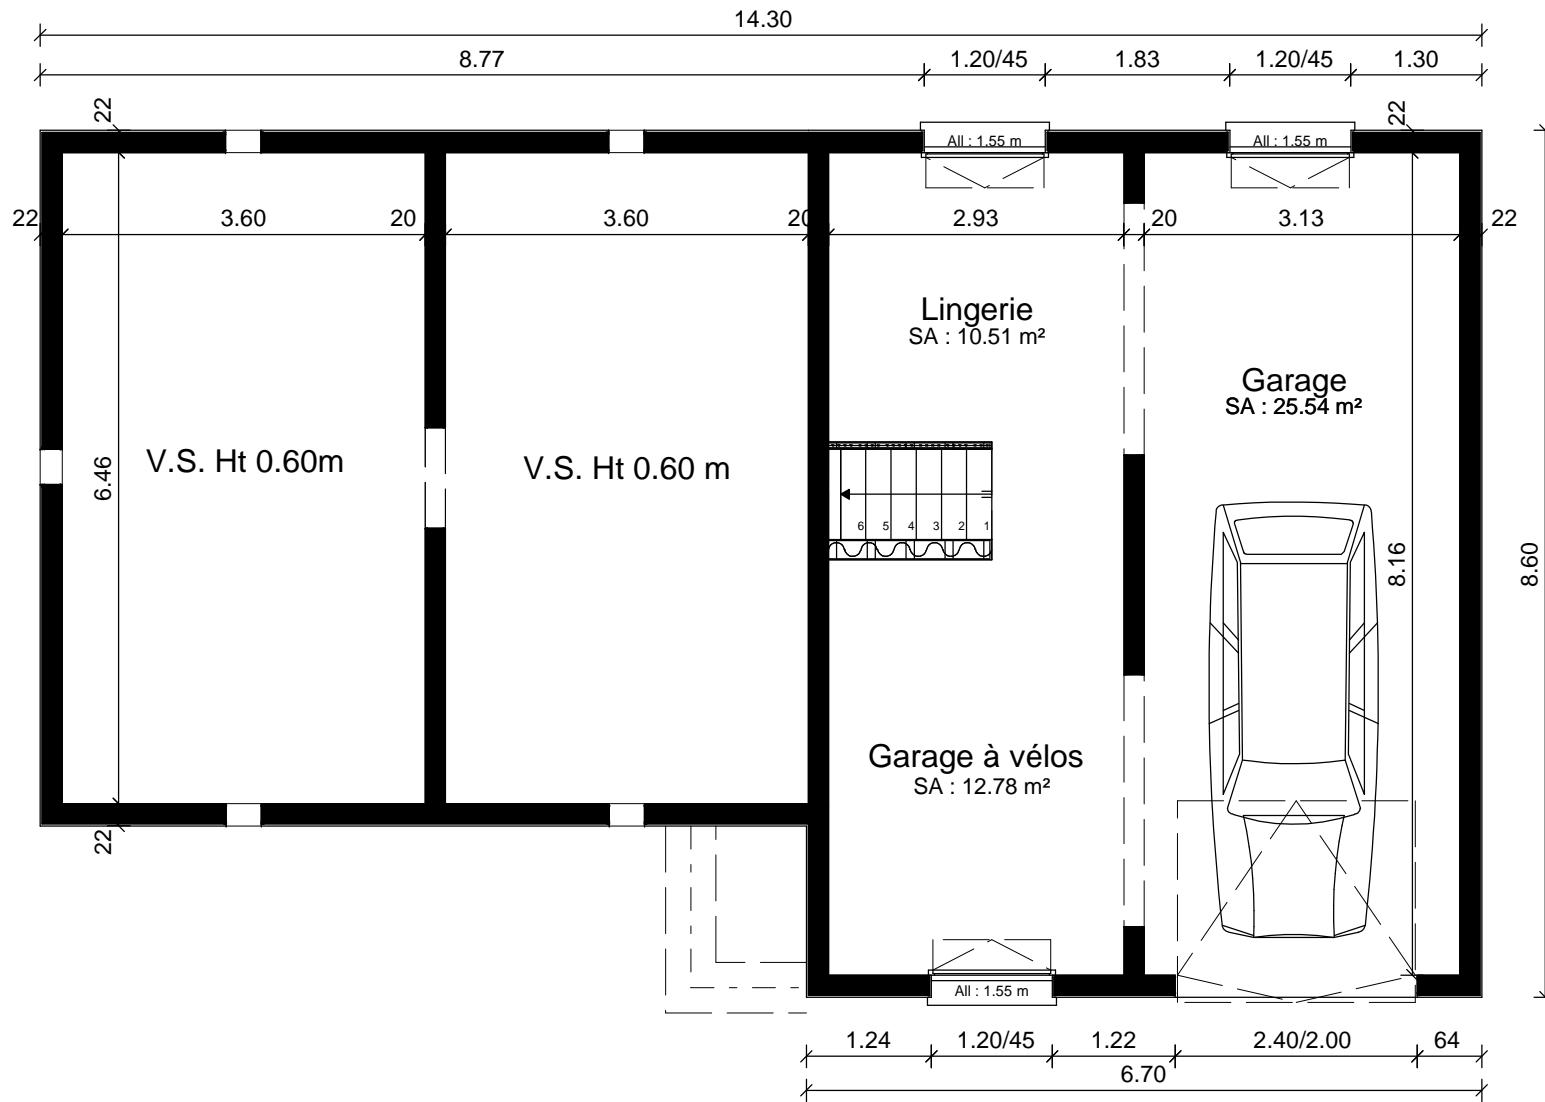 14.30
8.77 1.20/45 1.83 1.20/45 1.30
22 22
All : 1.55 m All : 1.55 m
22 3.60 20 3.60 20 2.93 20 3.13 22
Lingerie
SA : 10.51 m²
Garage
SA : 25.54 m²
V.S. Ht 0.60m
V.S. Ht 0.60 m
6.46
6 5 4 3 2 1
8.16
8.60
Garage à vélos
SA : 12.78 m²
22
All : 1.55 m
1.24 1.20/45 1.22 2.40/2.00 64
6.70